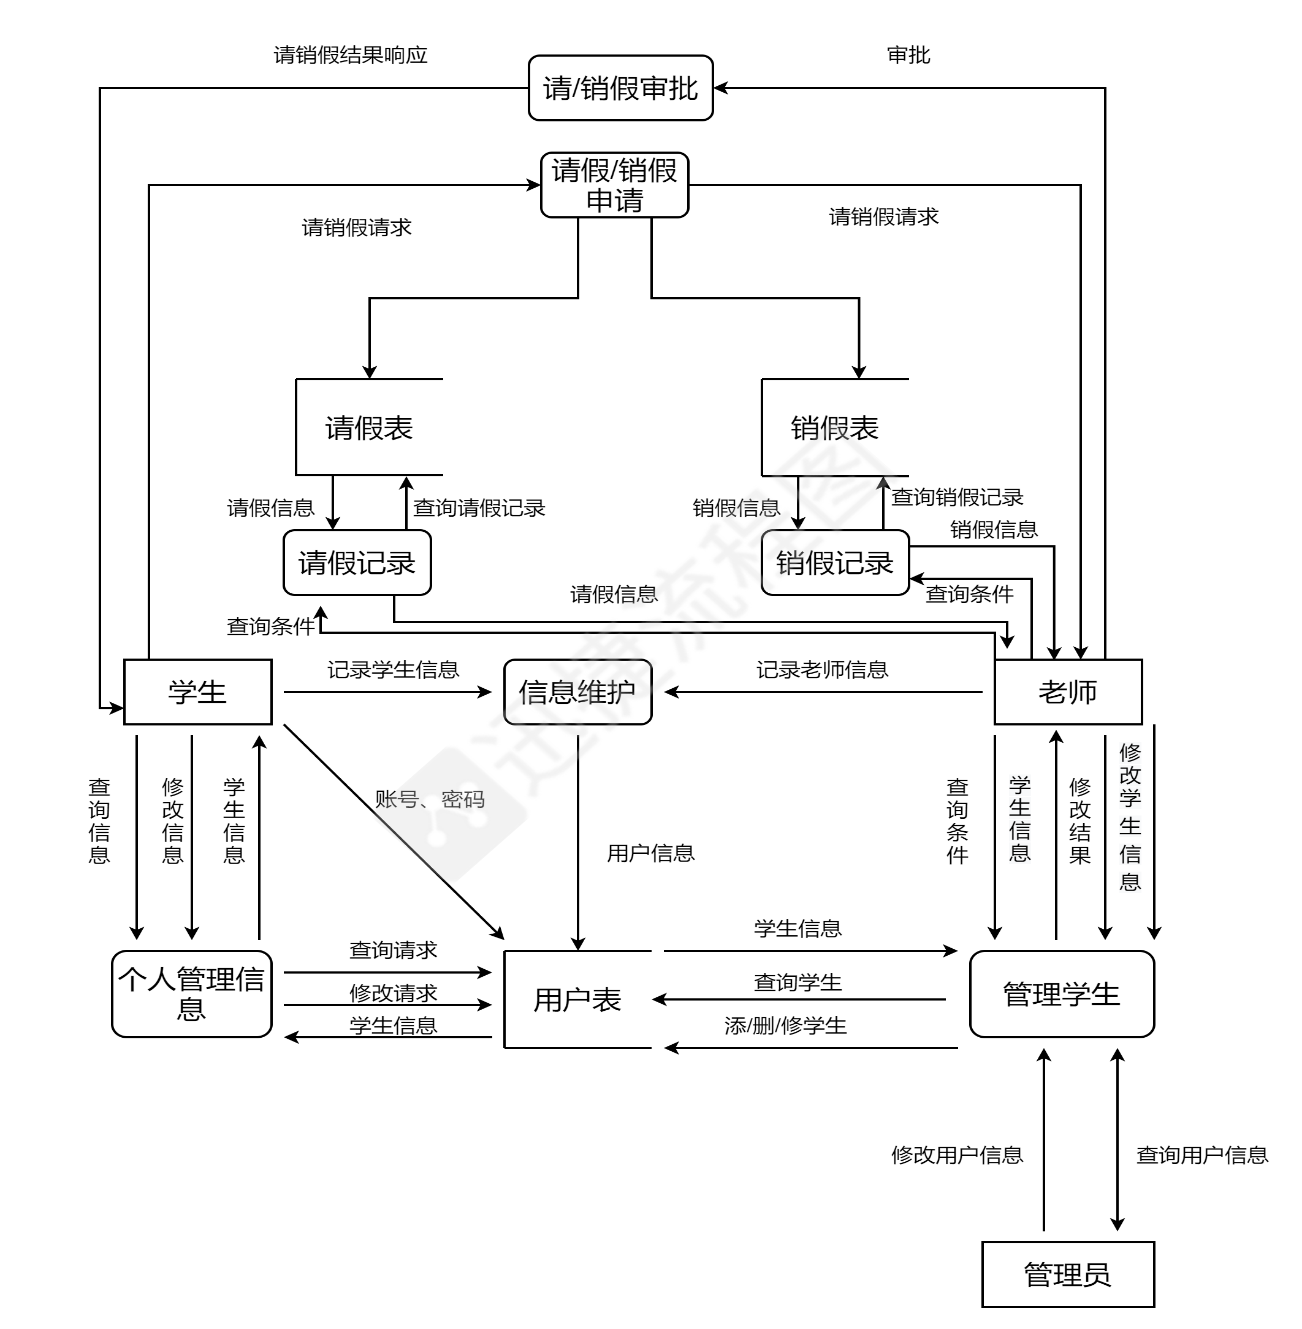 请销假结果响应
审批
请/销假审批
请假/销假
申请
请销假请求
请销假请求
请假表
销假表
请假信息
查询请假记录
销假信息
查询销假记录
销假信息
请假记录
销假记录
请假信息
查询条件
查询条件
记录学生信息
记录老师信息
学生
信息维护
老师
查询信息
修改信息
学生信息
账号、密码
用户信息
查询条件
学生信息
修改结果
修改学生信息
学生信息
查询请求
个人管理信
息
修改请求
学生信息
用户表
查询学生
添/删/修学生
管理学生
修改用户信息
查询用户信息
管理员
迅捷流程图